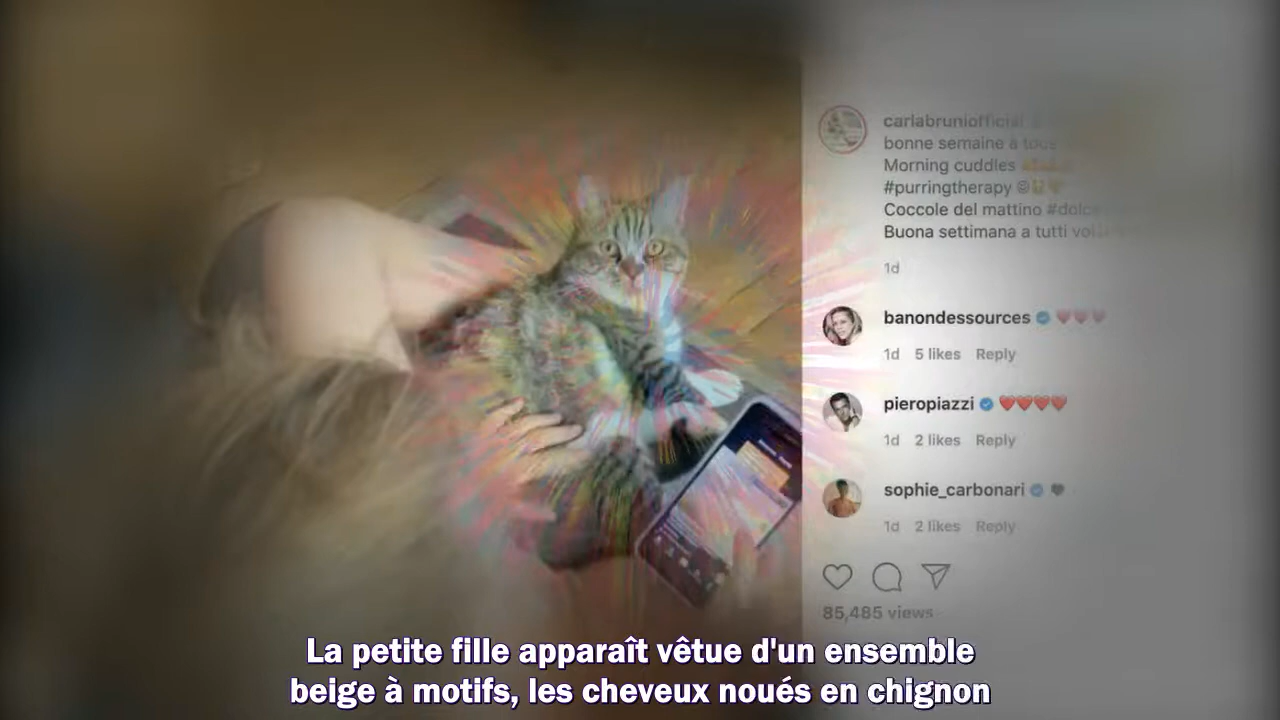 carlabruniofficial
bonne semaine à tous
Morning cuddles
#purringtherapy
Coccole del mattino
Buona settimana a tutti
1d
banondessources
1d 5 likes Reply
pieropiazzi ❤️❤️❤️❤️
1d 2 likes Reply
sophie_carbonari
1d 2 likes Reply
85,485 views
La petite fille apparaît vêtue d'un ensemble
beige à motifs, les cheveux noués en chignon